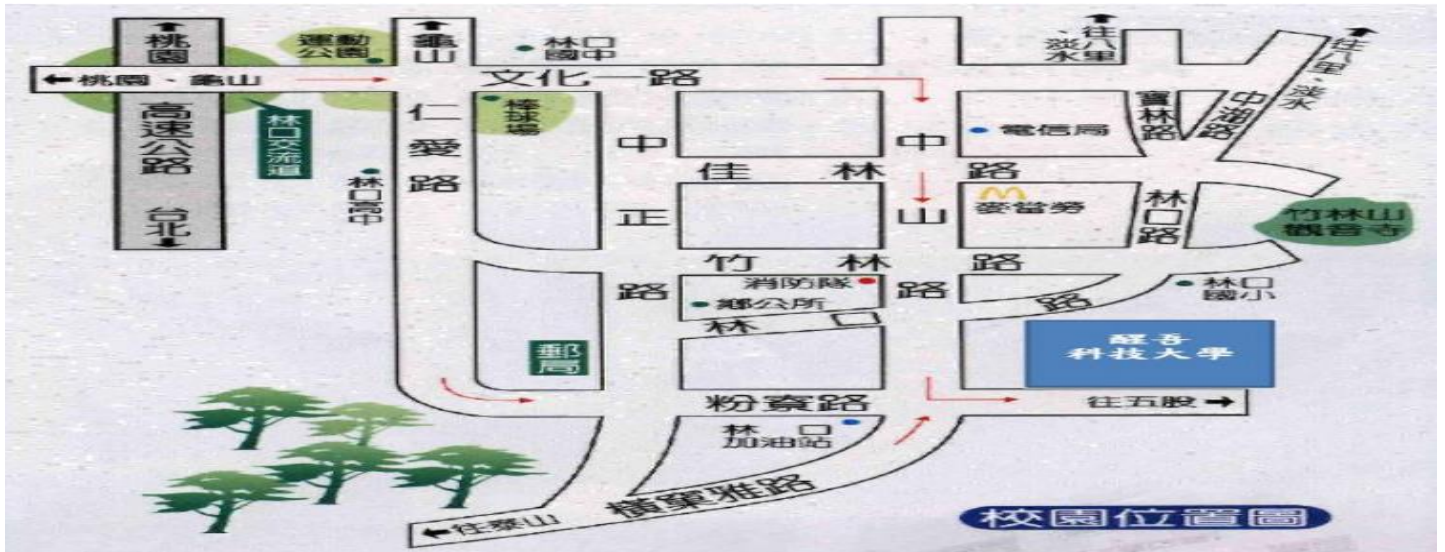 桃園
高速公路
台北
桃園、龜山
林口交流道
運動
公園
龜山
仁愛路
林口
國中
棒球場
林口高中
文化一路
中正路
中山路
往八里、
淡水
往八里、淡水
寶林路
中湖路
電信局
佳林路
麥當勞
林口路
竹林山
觀音寺
竹林路
消防隊
鄉公所
林口路
林口
國小
郵局
醒吾
科技大學
粉寮路
往五股
林口
加油站
橫窠雅路
往泰山
校園位置圖